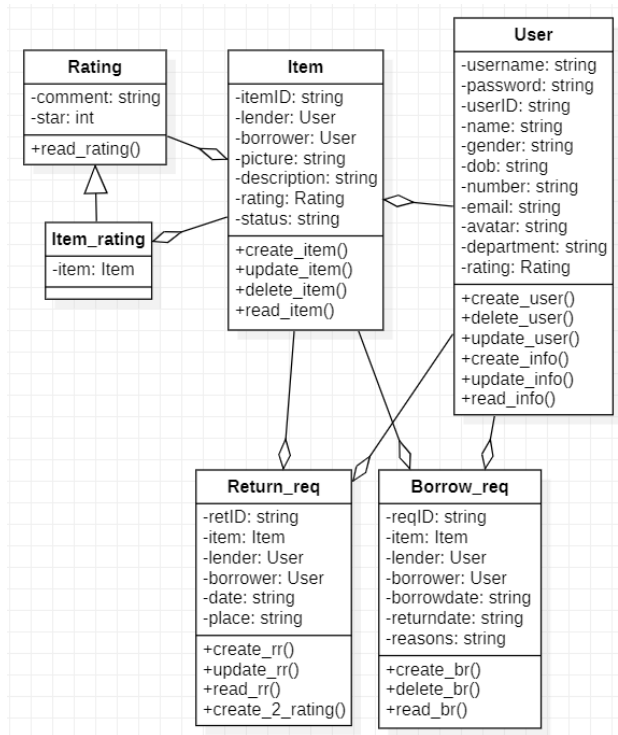 Rating
-comment: string
-star: int
+read_rating()
Item_rating
-item: Item
Item
-itemID: string
-lender: User
-borrower: User
-picture: string
-description: string
-rating: Rating
-status: string
+create_item()
+update_item()
+delete_item()
+read_item()
User
-username: string
-password: string
-userID: string
-name: string
-gender: string
-dob: string
-number: string
-email: string
-avatar: string
-department: string
-rating: Rating
+create_user()
+delete_user()
+update_user()
+create_info()
+update_info()
+read_info()
Return_req
-retID: string
-item: Item
-lender: User
-borrower: User
-date: string
-place: string
+create_rr()
+update_rr()
+read_rr()
+create_2_rating()
Borrow_req
-reqID: string
-item: Item
-lender: User
-borrower: User
-borrowdate: string
-returndate: string
-reasons: string
+create_br()
+delete_br()
+read_br()